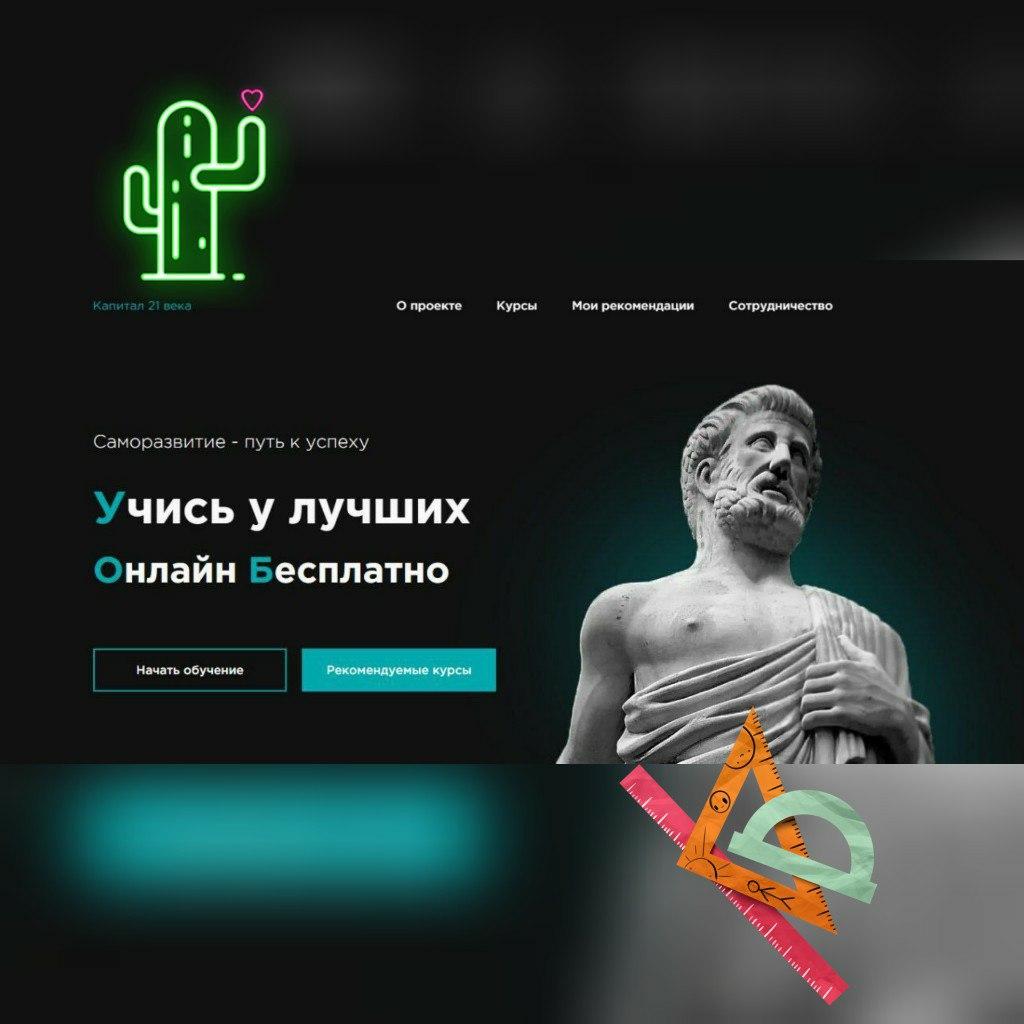 Капитал 21 века
О проекте Курсы Мои рекомендации Сотрудничество
Саморазвитие - путь к успеху
Учись у лучших
Онлайн Бесплатно
Начать обучение Рекомендуемые курсы